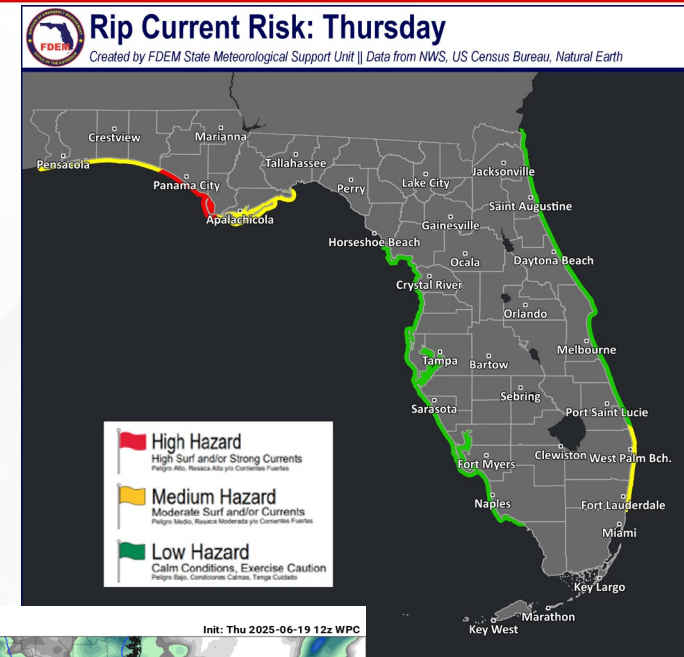 FDEM
Rip Current Risk: Thursday
Created by FDEM State Meteorological Support Unit || Data from NWS, US Census Bureau, Natural Earth
Crestview
Marianna
Pensacola
Tallahassee
Panama City
Perry
Lake City
Jacksonville
Apalachicola
Saint Augustine
Gainesville
Horseshoe Beach
Ocala
Daytona Beach
Crystal River
Orlando
Tampa
Bartow
Melbourne
Sebring
Sarasota
Port Saint Lucie
Clewiston
West Palm Bch.
Fort Myers
Naples
Fort Lauderdale
Miami
Key Largo
Marathon
Key West
High Hazard
High Surf and/or Strong Currents
Peligro Alto, Resaca Alta y/o Corrientes Fuertes
Medium Hazard
Moderate Surf and/or Currents
Peligro Medio, Resaca Moderada y/o Corrientes Fuertes
Low Hazard
Calm Conditions, Exercise Caution
Peligro Bajo, Condiciones Calmas, Tenga Cuidado
Init: Thu 2025-06-19 12z WPC